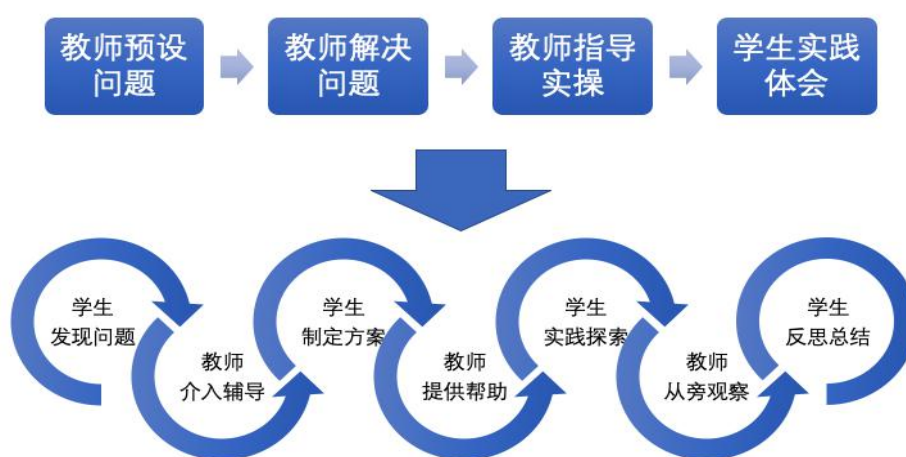 教师预设
问题
教师解决
问题
教师指导
实操
学生实践
体会
学生
发现问题
教师
介入辅导
学生
制定方案
教师
提供帮助
学生
实践探索
教师
从旁观察
学生
反思总结